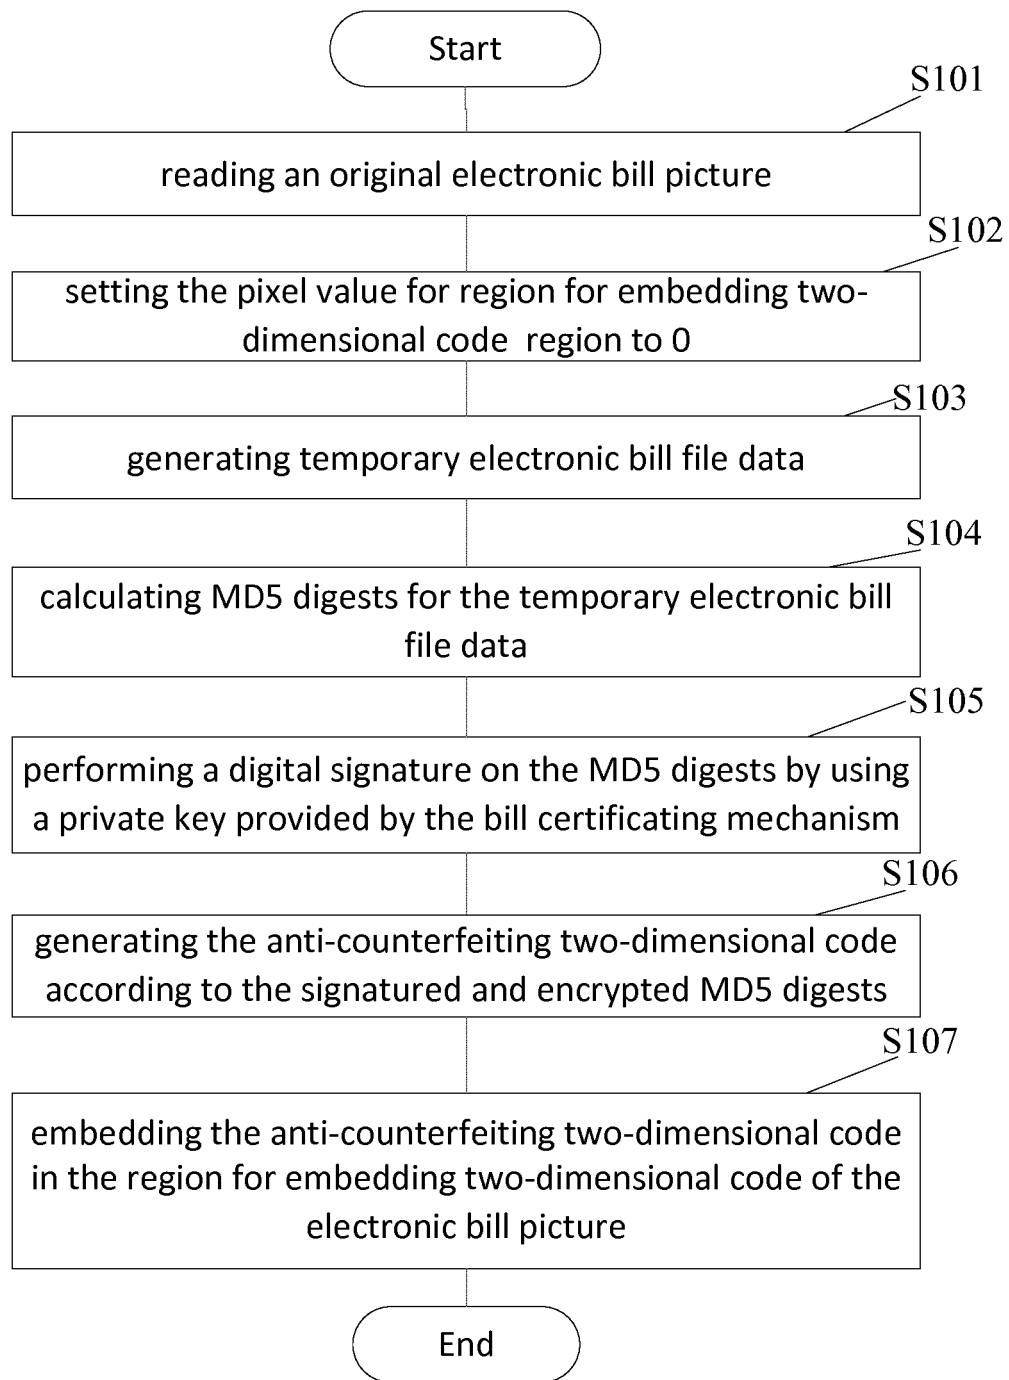 Start
S101
reading an original electronic bill picture
S102
setting the pixel value for region for embedding two-
dimensional code region to 0
S103
generating temporary electronic bill file data
S104
calculating MD5 digests for the temporary electronic bill
file data
S105
performing a digital signature on the MD5 digests by using
a private key provided by the bill certificating mechanism
S106
generating the anti-counterfeiting two-dimensional code
according to the signatured and encrypted MD5 digests
S107
embedding the anti-counterfeiting two-dimensional code
in the region for embedding two-dimensional code of the
electronic bill picture
End